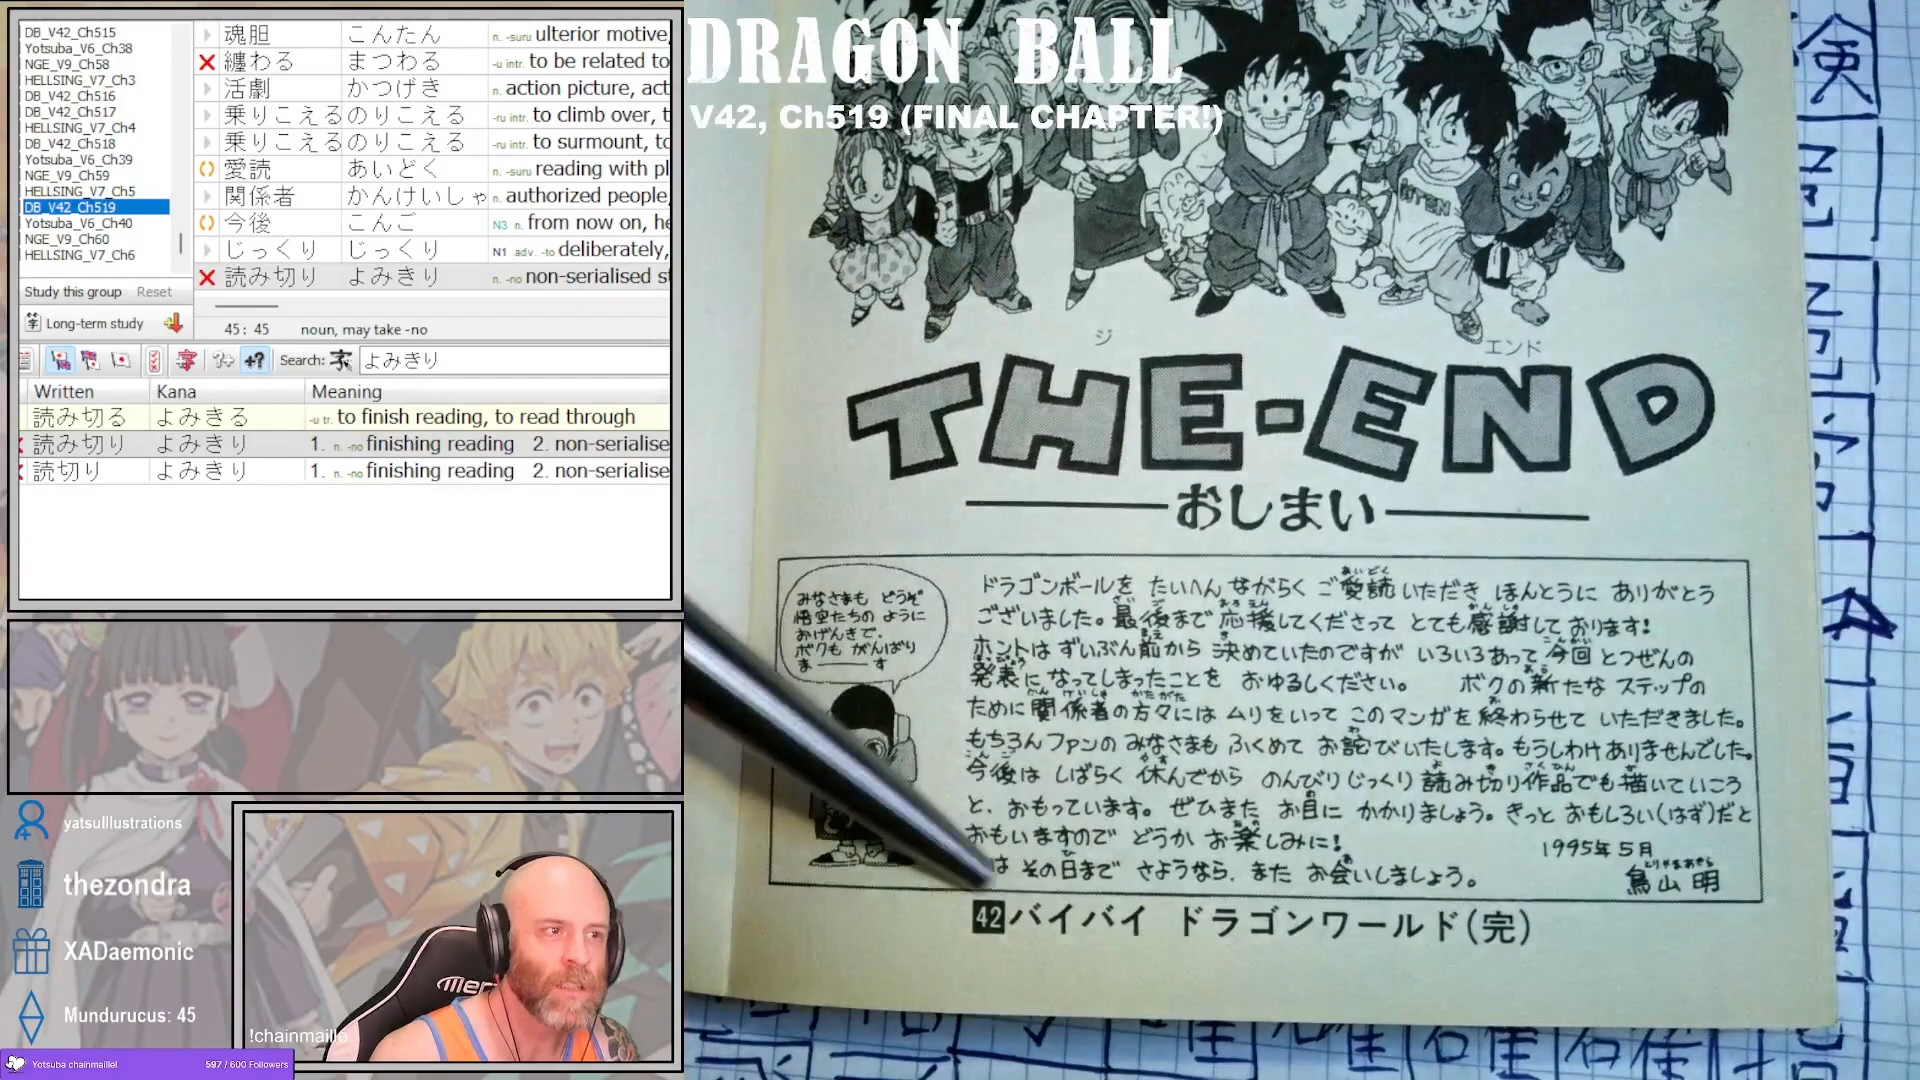 DB_V42_Ch515
Yotsuba_V6_Ch38
NGE_V9_Ch58
HELLSING_V7_Ch3
DB_V42_Ch516
DB_V42_Ch517
HELLSING_V7_Ch4
DB_V42_Ch518
Yotsuba_V6_Ch39
NGE_V9_Ch59
HELLSING_V7_Ch5
DB_V42_Ch519
Yotsuba_V6_Ch40
NGE_V9_Ch60
HELLSING_V7_Ch6
Study this group Reset
Long-term study
魂胆 こんたん n. -suru ulterior motive,
纏わる まつわる -u intr. to be related to
活劇 かつげき n. action picture, act
乗りこえる のりこえる -ru intr. to climb over, t
乗りこえる のりこえる -ru intr. to surmount, to
愛読 あいどく n. -suru reading with pl
関係者 かんけいしゃ n. authorized people,
今後 こんご N3 n. from now on, he
じっくり じっくり N1 adv. -to deliberately,
読み切り よみきり n. -no non-serialised s
45: 45 noun, may take -no
Search: 字 よみきり
Written Kana Meaning
読み切る よみきる -u tr. to finish reading, to read through
読み切り よみきり 1. n. -no finishing reading 2. non-serialise
読切り よみきり 1. n. -no finishing reading 2. non-serialise
DRAGON BALL
V42, Ch519 (FINAL CHAPTER!)
ジ エンド
THE-END
おしまい
みなさまも どうぞ
悟空たちの ように
おげんきで.
ボクも がんばり
ま――す
ドラゴンボールを たいへん ながらく ご愛読いただき ほんとうに ありがとう
ございました。最後まで 応援してくださって とても感謝して おります!
ホントは ずいぶん前から 決めていたのですが いろいろあって 今回 とつぜんの
発表に なってしまったことを おゆるしください。 ボクの新たな ステップの
ために関係者の方々には ムリをいって このマンガを 終わらせて いただきました。
もちろんファンの みなさまも ふくめて お詫びいたします。もうしわけありませんでした。
今後は しばらく 休んでから のんびりじっくり 読み切り作品でも描いていこう
と、おもっています。 ぜひまた お目に かかりましょう。きっと おもしろい(はず)だと
おもいますので どうか お楽しみに!
は その日まで さようなら. また お会いしましょう。
1995年5月
とりやまあきら
鳥山 明
42バイバイ ドラゴンワールド(完)
yatsuIllustrations
thezondra
XADaemonic
Mundurucus: 45
!chainmaille
Yotsuba chainmaille! 597 / 600 Followers